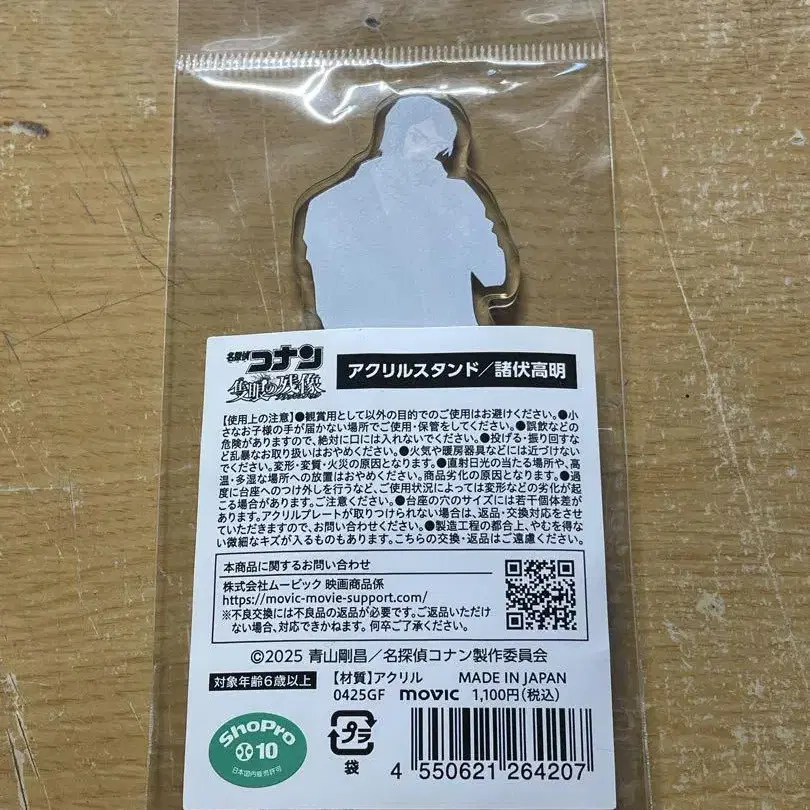 名探偵コナン
隻眼の残像
アクリルスタンド/諸伏高明
【使用上の注意】●観賞用として以外の目的でのご使用はお避けください。●小
さなお子様の手が届かない場所でご使用・保管をしてください。●誤飲などの
危険がありますので、絶対に口には入れないでください。●投げる・振り回すな
ど乱暴なお取り扱いはおやめください。●火気や暖房器具などには近づけない
でください。変形・変質・火災の原因となります。●直射日光の当たる場所や、高
温・多湿な場所への放置はおやめください。商品劣化の原因となります。●過
度に台座へのつけ外しを行うなど、ご使用状況によっては変形などの劣化が起
こる場合があります。ご注意ください。●台座の穴のサイズには若干個体差が
あります。アクリルプレートが取りつけられない場合は、返品・交換対応をさせ
ていただきますので、お問い合わせください。●製造工程の都合上、やむを得な
い微細なキズが入るものもあります。こちらの交換・返品はご遠慮ください。
本商品に関するお問い合わせ
株式会社ムービック 映画商品係
https://movic-movie-support.com/
※不良交換には不良品の返品が必要です。ご返品いただけ
ない場合、対応できかねます。何卒ご了承ください。
©2025 青山剛昌/名探偵コナン製作委員会
対象年齢6歳以上
【材質】アクリル MADE IN JAPAN
0425GF movic 1,100円(税込)
ShoPro
10
日本国内販売許可
プラ
袋
4 550621 264207